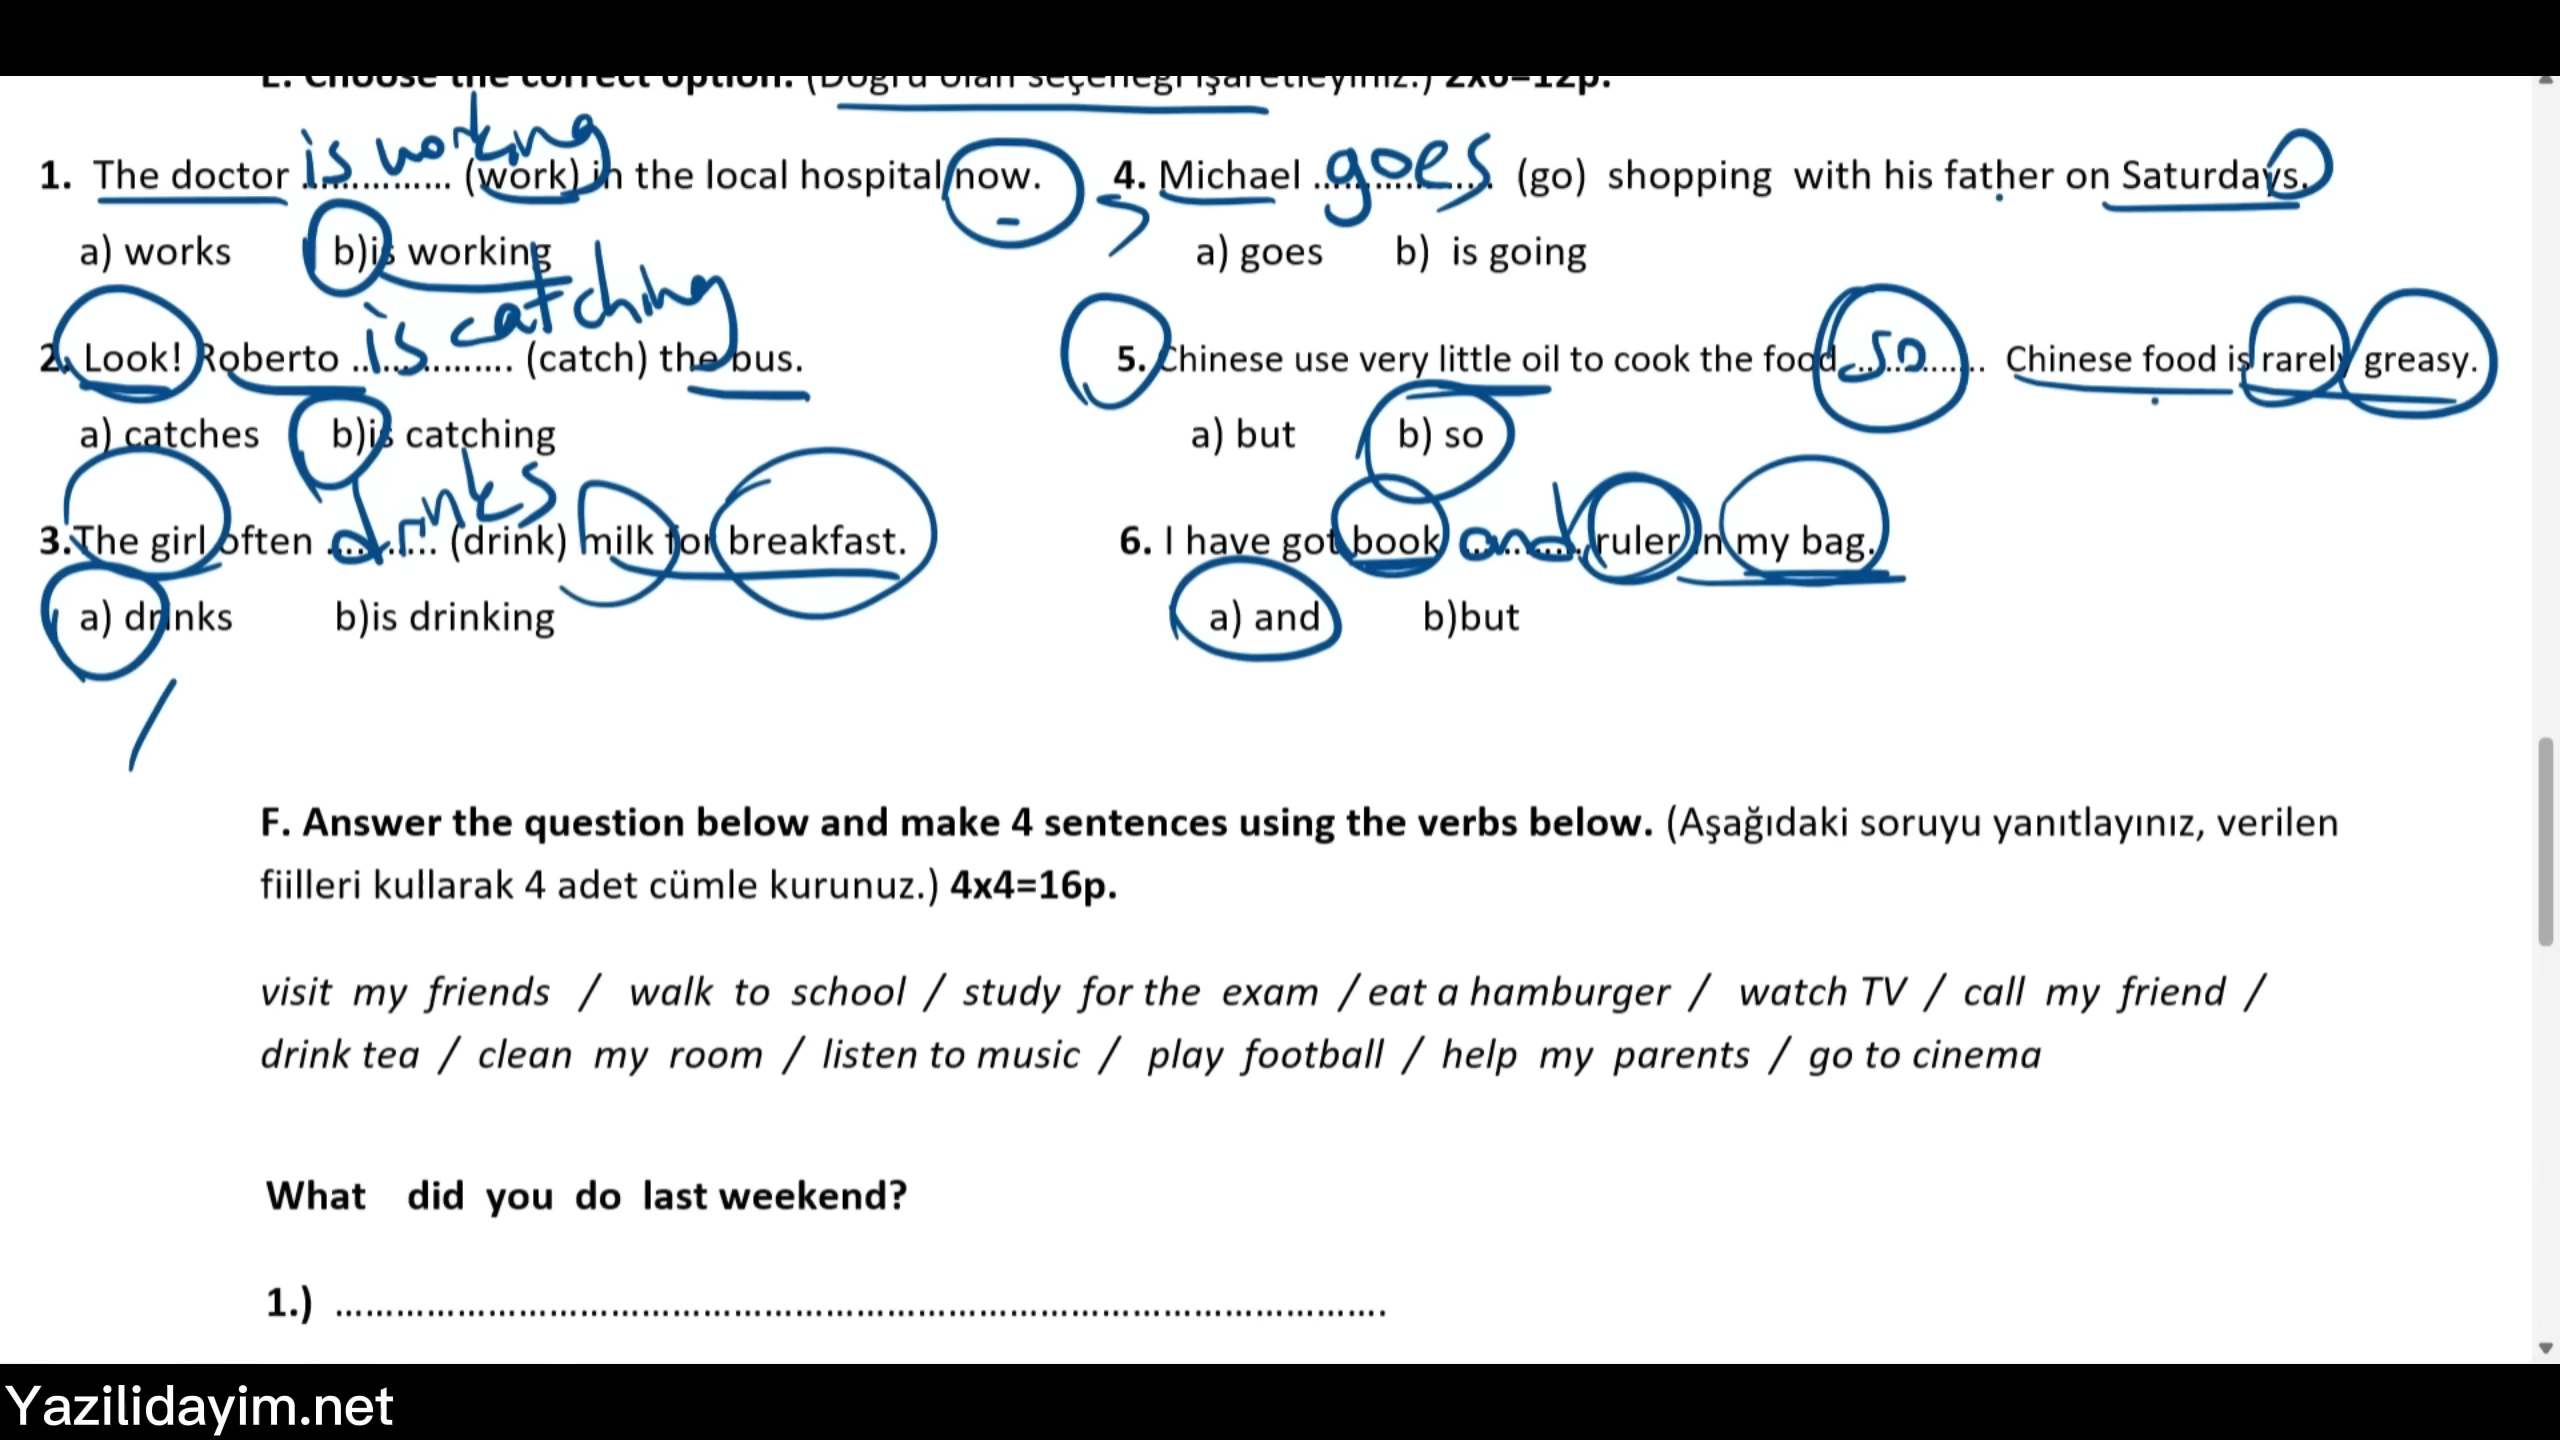 E. Choose the correct option. (Doğru olan seçeneği işaretleyiniz.) 2x6=12p.
1. The doctor is working (work) in the local hospital now.
a) works b)is working
2. Look! Roberto is catching (catch) the bus.
a) catches b)is catching
3.The girl often drinks (drink) milk for breakfast.
a) drinks b)is drinking
4. Michael goes (go) shopping with his father on Saturdays.
a) goes b) is going
5. Chinese use very little oil to cook the food so Chinese food is rarely greasy.
a) but b) so
6. I have got book and ruler in my bag.
a) and b)but
F. Answer the question below and make 4 sentences using the verbs below. (Aşağıdaki soruyu yanıtlayınız, verilen
fiilleri kullarak 4 adet cümle kurunuz.) 4x4=16p.
visit my friends / walk to school / study for the exam / eat a hamburger / watch TV / call my friend /
drink tea / clean my room / listen to music / play football / help my parents / go to cinema
What did you do last weekend?
1.) ..........................................................................................
Yazilidayim.net